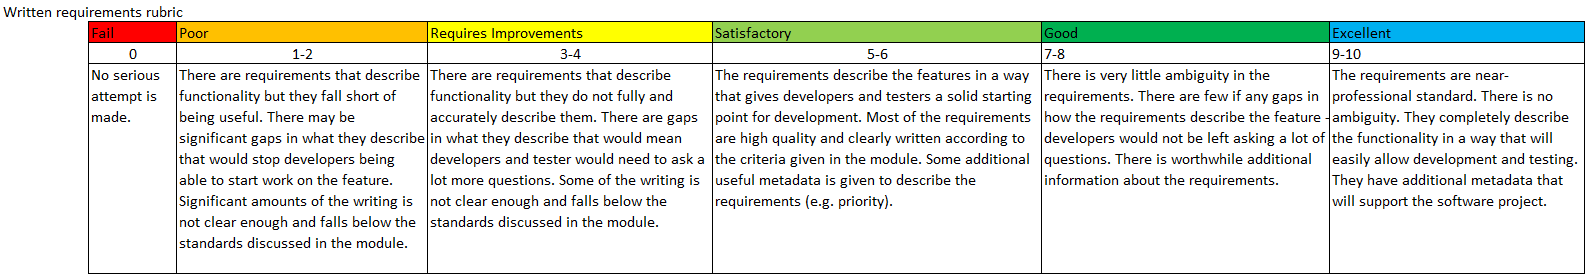 Written requirements rubric
Fail
Poor
Requires Improvements
Satisfactory
Good
Excellent
0
1-2
3-4
5-6
7-8
9-10
No serious
attempt is
made.
There are requirements that describe
functionality but they fall short of
being useful. There may be
significant gaps in what they describe
that would stop developers being
able to start work on the feature.
Significant amounts of the writing is
not clear enough and falls below the
standards discussed in the module.
There are requirements that describe
functionality but they do not fully and
accurately describe them. There are gaps
in what they describe that would mean
developers and tester would need to ask a
lot more questions. Some of the writing is
not clear enough and falls below the
standards discussed in the module.
The requirements describe the features in a way
that gives developers and testers a solid starting
point for development. Most of the requirements
are high quality and clearly written according to
the criteria given in the module. Some additional
useful metadata is given to describe the
requirements (e.g. priority).
There is very little ambiguity in the
requirements. There are few if any gaps in
how the requirements describe the feature -
developers would not be left asking a lot of
questions. There is worthwhile additional
information about the requirements.
The requirements are near-
professional standard. There is no
ambiguity. They completely describe
the functionality in a way that will
easily allow development and testing.
They have additional metadata that
will support the software project.